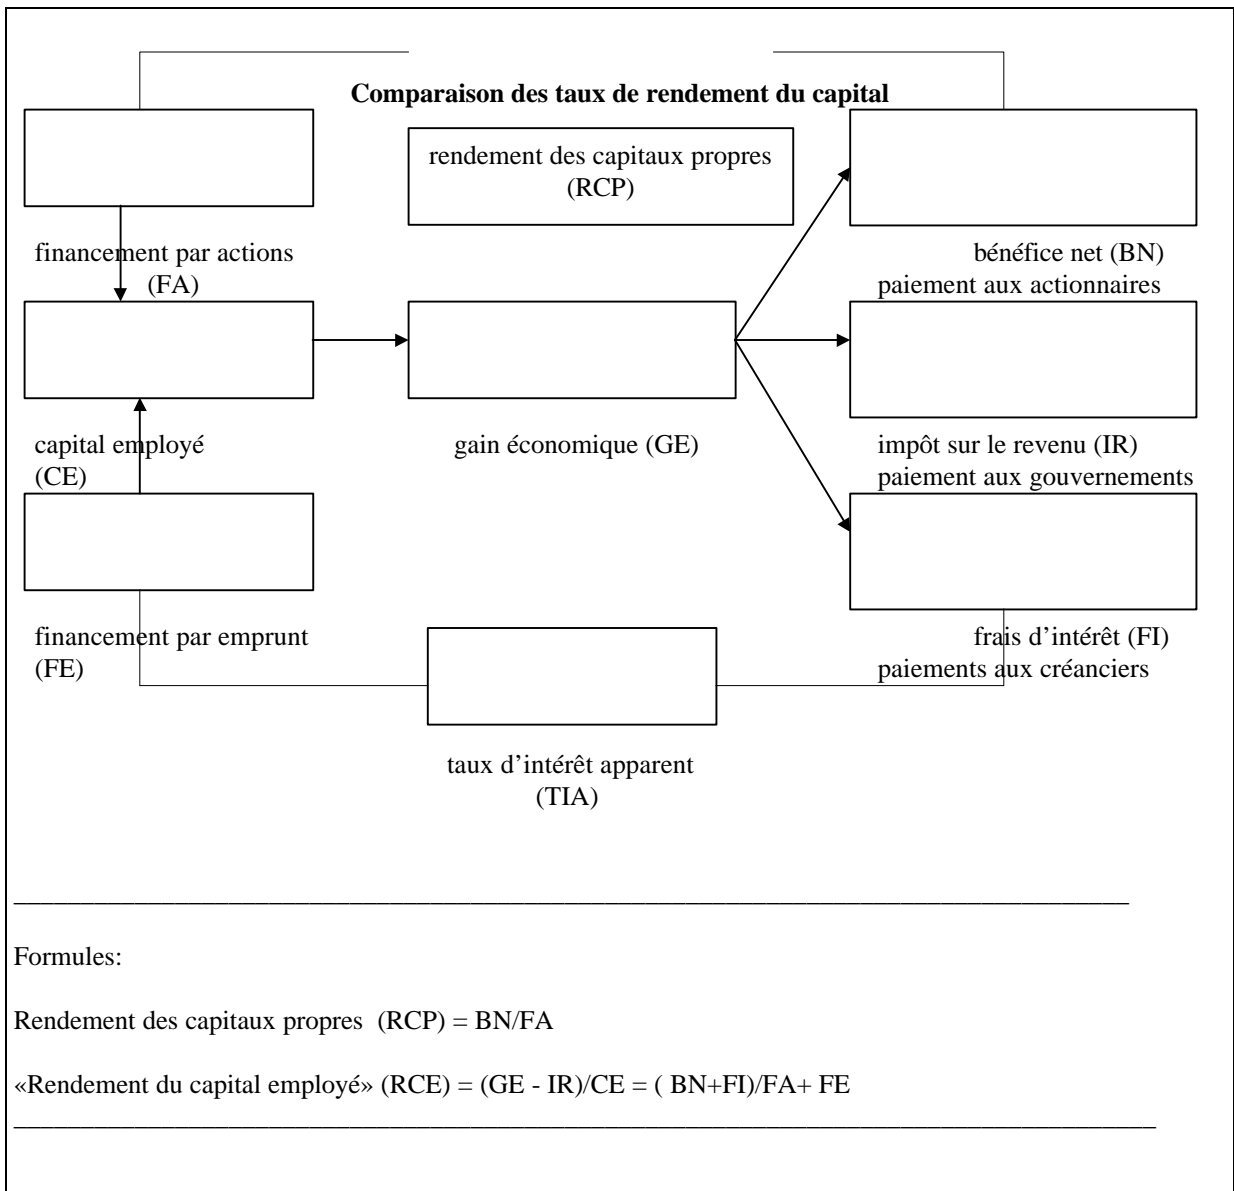 Comparaison des taux de rendement du capital
rendement des capitaux propres
(RCP)
financement par actions
(FA)
bénéfice net (BN)
paiement aux actionnaires
capital employé
(CE)
gain économique (GE)
impôt sur le revenu (IR)
paiement aux gouvernements
financement par emprunt
(FE)
frais d’intérêt (FI)
paiements aux créanciers
taux d’intérêt apparent
(TIA)
Formules:
Rendement des capitaux propres (RCP) = BN/FA
«Rendement du capital employé» (RCE) = (GE - IR)/CE = ( BN+FI)/FA+ FE